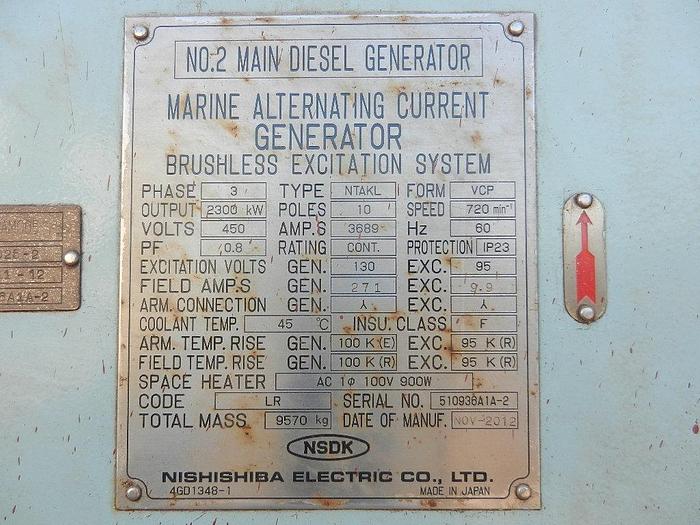 NO.2 MAIN DIESEL GENERATOR
MARINE ALTERNATING CURRENT
GENERATOR
BRUSHLESS EXCITATION SYSTEM
PHASE 3 TYPE NTAKL FORM VCP
OUTPUT 2300 kW POLES 10 SPEED 720 min⁻¹
VOLTS 450 AMP.S 3689 Hz 60
PF 0.8 RATING CONT. PROTECTION IP23
EXCITATION VOLTS GEN. 130 EXC. 95
FIELD AMP.S GEN. 271 EXC. 9.9
ARM. CONNECTION GEN. ⅄ EXC. ⅄
COOLANT TEMP. 45 °C INSU. CLASS F
ARM. TEMP. RISE GEN. 100 K (E) EXC. 95 K (R)
FIELD TEMP. RISE GEN. 100 K (R) EXC. 95 K (R)
SPACE HEATER AC 1φ 100V 900W
CODE LR SERIAL NO. 510936A1A-2
TOTAL MASS 9570 kg DATE OF MANUF. NOV-2012
NSDK
NISHISHIBA ELECTRIC CO., LTD.
4GD1348-1 MADE IN JAPAN